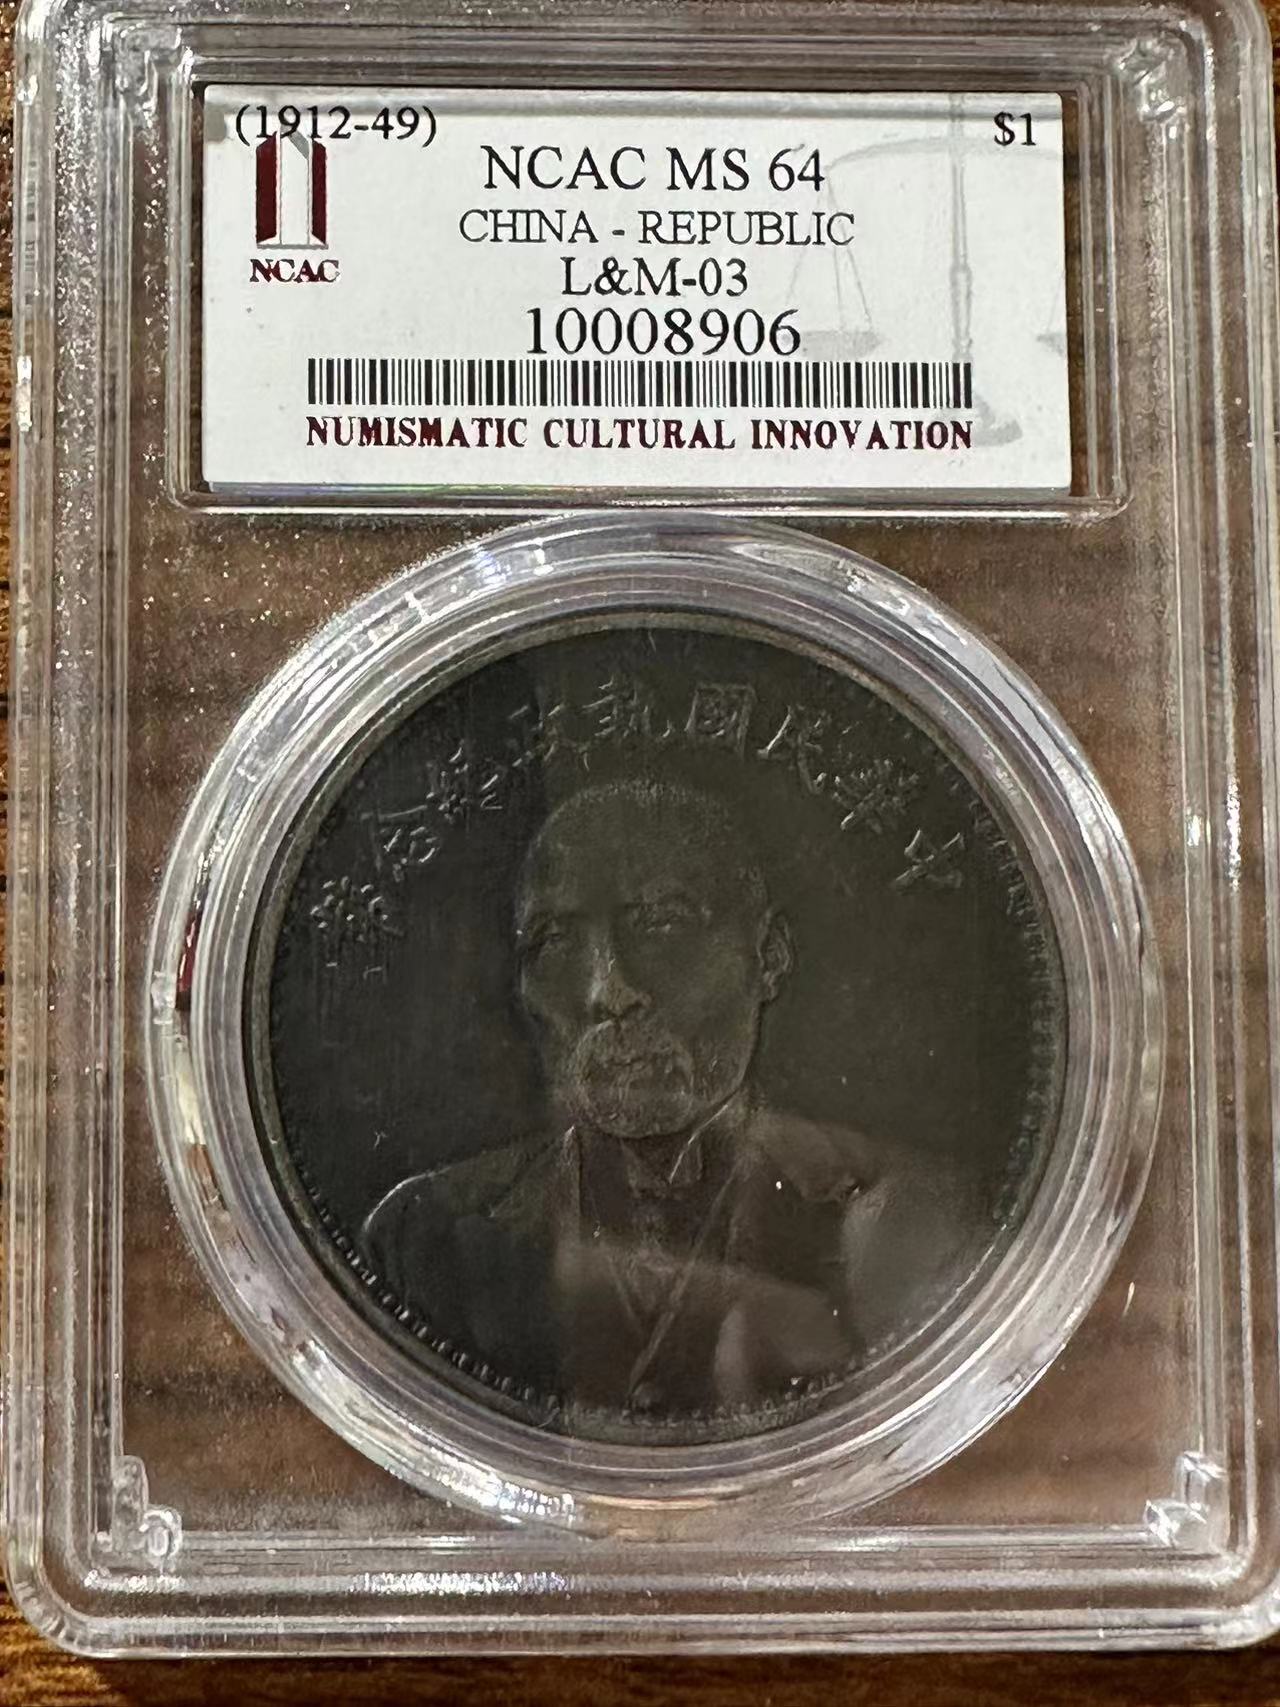 (1912-49) $1
NCAC MS 64
CHINA - REPUBLIC
NCAC
L&M-03
10008906
NUMISMATIC CULTURAL INNOVATION
中華民國執政紀念幣